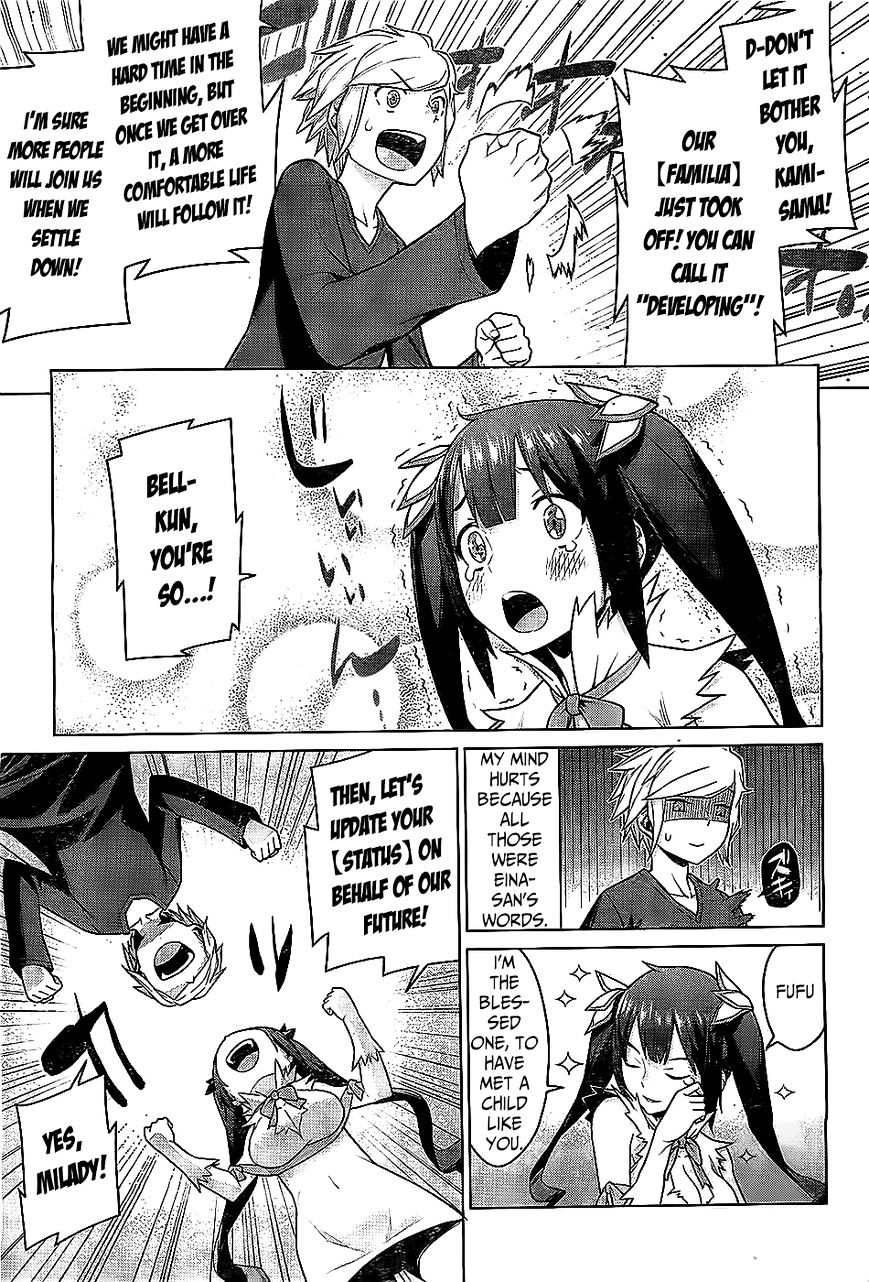 D-DON'T
LET IT
BOTHER
YOU,
KAMI-
SAMA!
OUR
【FAMILIA】
JUST TOOK
OFF! YOU CAN
CALL IT
"DEVELOPING"!
WE MIGHT HAVE A
HARD TIME IN THE
BEGINNING, BUT
ONCE WE GET OVER
IT, A MORE
COMFORTABLE LIFE
WILL FOLLOW IT!
I'M SURE
MORE PEOPLE
WILL JOIN US
WHEN WE
SETTLE
DOWN!
BELL-
KUN,
YOU'RE
SO...!
MY MIND
HURTS
BECAUSE
ALL
THOSE
WERE
EINA-
SAN'S
WORDS.
FUFU
I'M
THE
BLES-
SED
ONE, TO
HAVE
MET A
CHILD
LIKE
YOU.
THEN, LET'S
UPDATE YOUR
【STATUS】 ON
BEHALF OF OUR
FUTURE!
YES,
MILADY!